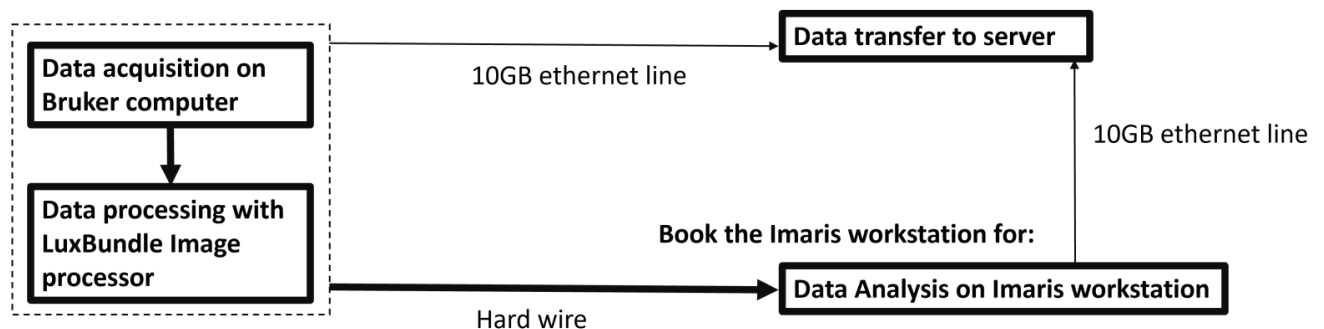 Data acquisition on
Bruker computer
Data processing with
LuxBundle Image
processor
10GB ethernet line
Data transfer to server
10GB ethernet line
Book the Imaris workstation for:
Data Analysis on Imaris workstation
Hard wire